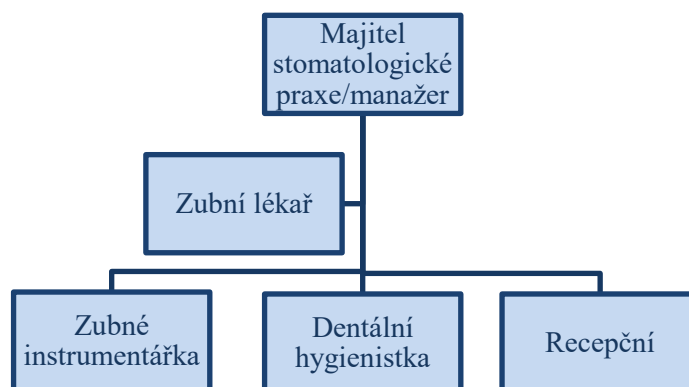 Majitel
stomatologické
praxe/manažer
Zubní lékař
Zubné
instrumentářka
Dentální
hygienistka
Recepční